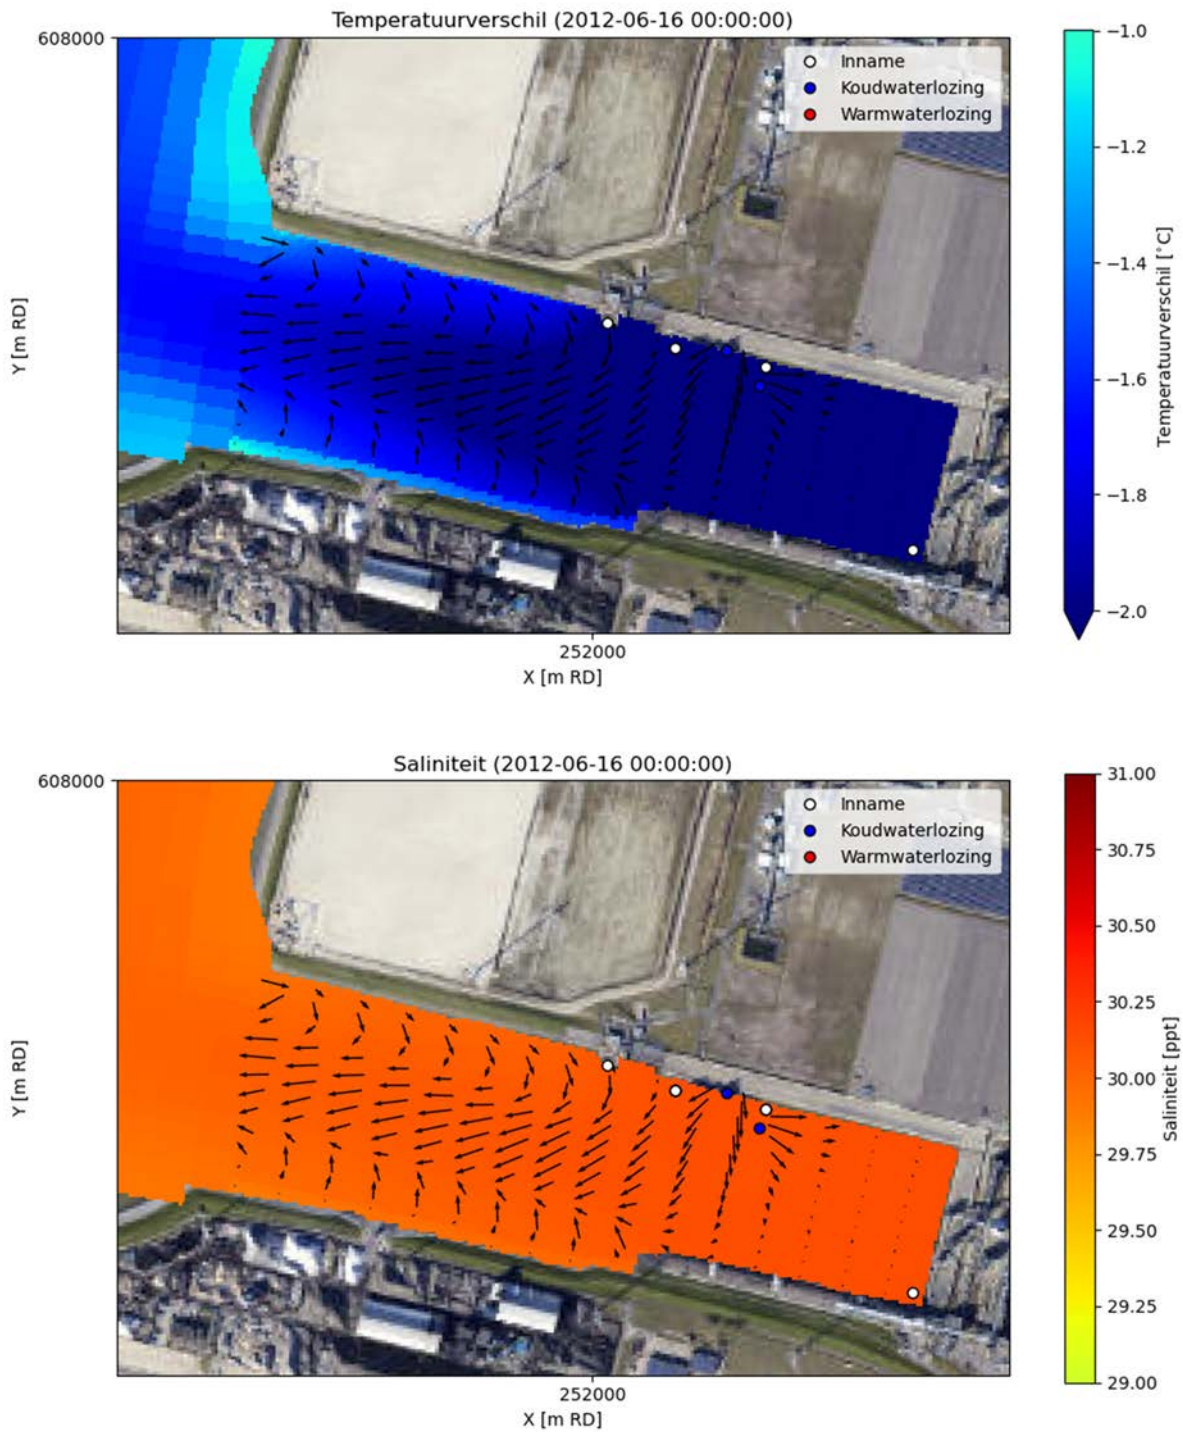 Temperatuurverschil (2012-06-16 00:00:00)
608000
Inname
Koudwaterlozing
Warmwaterlozing
Y [m RD]
252000
X [m RD]
−1.0
−1.2
−1.4
−1.6
−1.8
−2.0
Temperatuurverschil [°C]
Saliniteit (2012-06-16 00:00:00)
608000
Inname
Koudwaterlozing
Warmwaterlozing
Y [m RD]
252000
X [m RD]
31.00
30.75
30.50
30.25
30.00
29.75
29.50
29.25
29.00
Saliniteit [ppt]